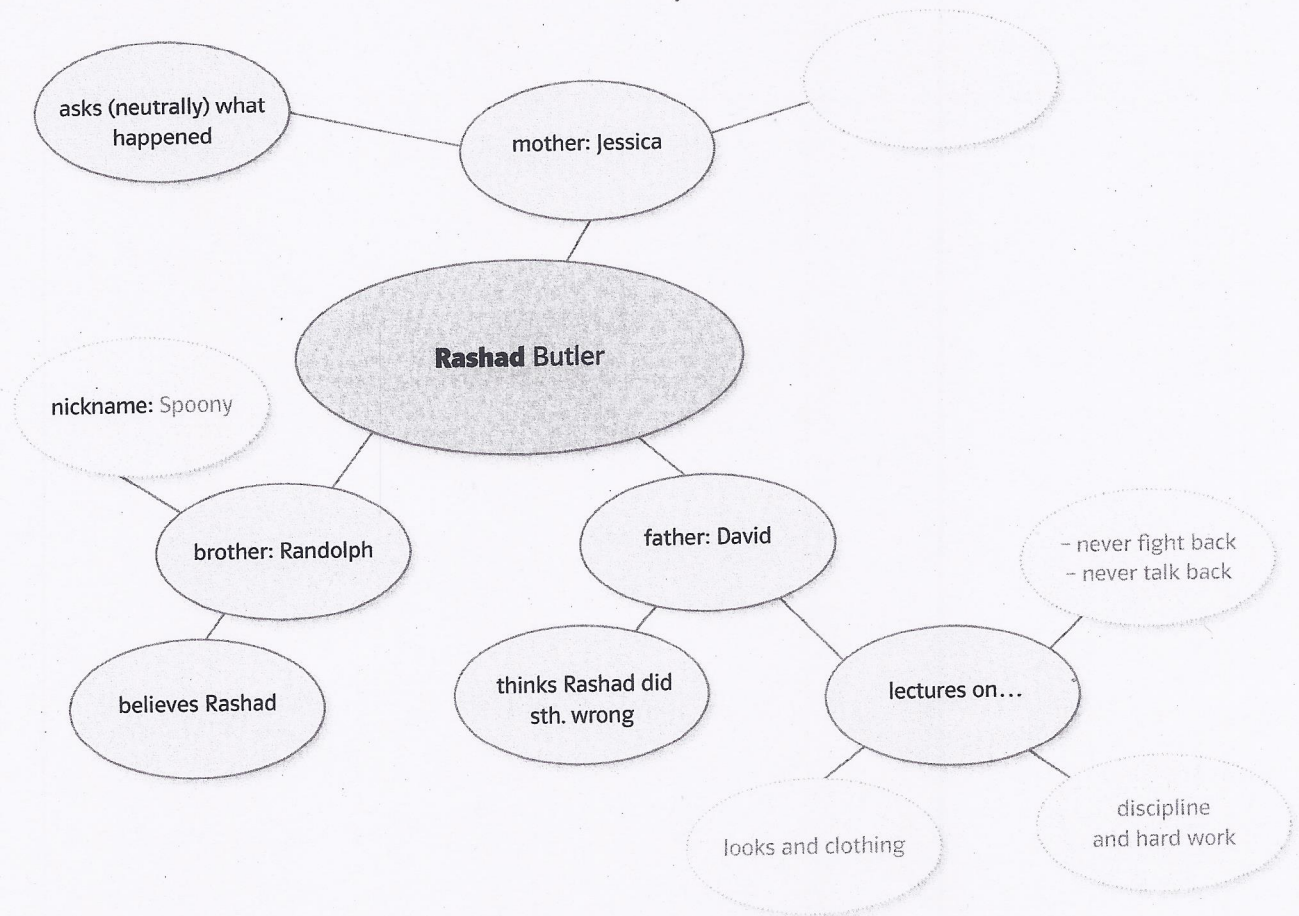 asks (neutrally) what
happened
mother: Jessica
Rashad Butler
nickname: Spoony
brother: Randolph
believes Rashad
father: David
thinks Rashad did
sth. wrong
lectures on...
– never fight back
– never talk back
looks and clothing
discipline
and hard work